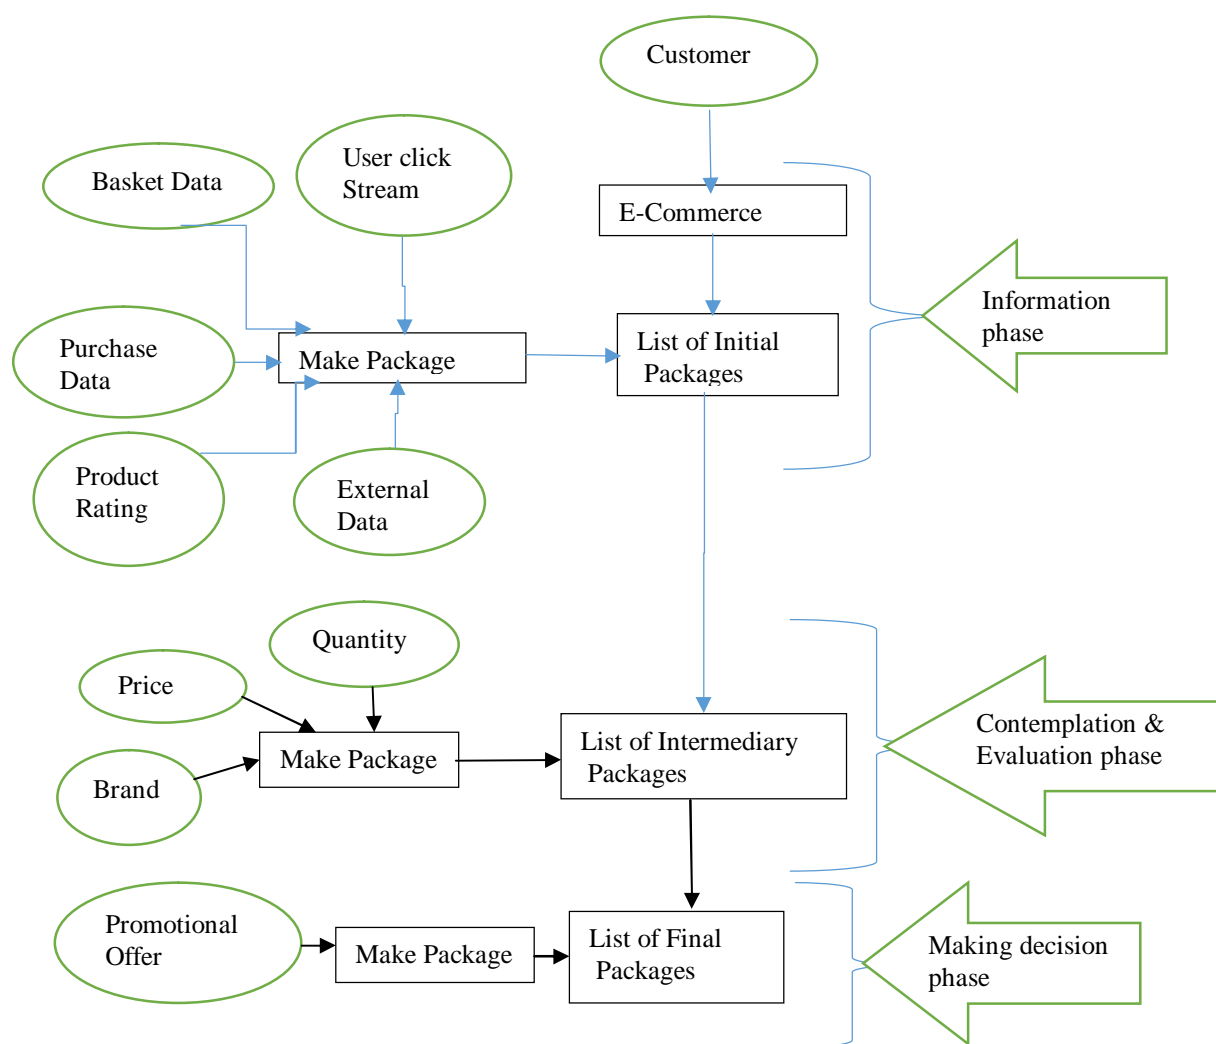 Customer
User click
Stream
Basket Data
E-Commerce
Information
phase
List of Initial
Packages
Purchase
Data
Make Package
Product
Rating
External
Data
Quantity
Price
Contemplation &
Evaluation phase
List of Intermediary
Packages
Make Package
Brand
Promotional
Offer
Make Package
List of Final
Packages
Making decision
phase